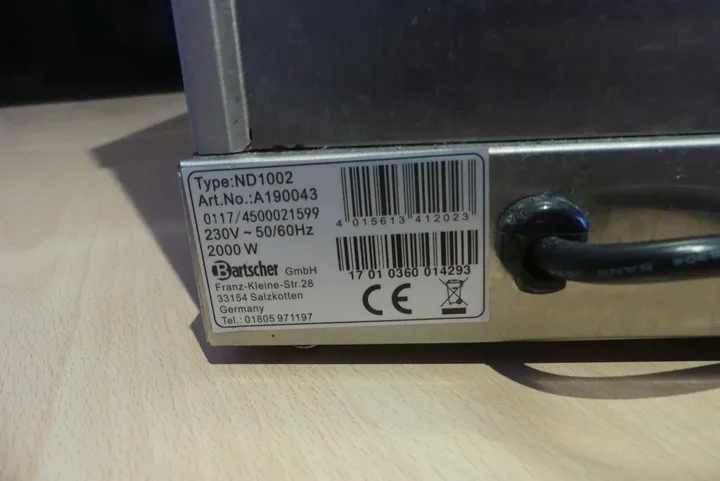 Type:ND1002
Art.No.:A190043
0117/4500021599
230V ~ 50/60Hz
2000 W
Bartscher GmbH
Franz-Kleine-Str.28
33154 Salzkotten
Germany
Tel.: 01805 971197
4 015613 412023
17 01 0360 014293
CE